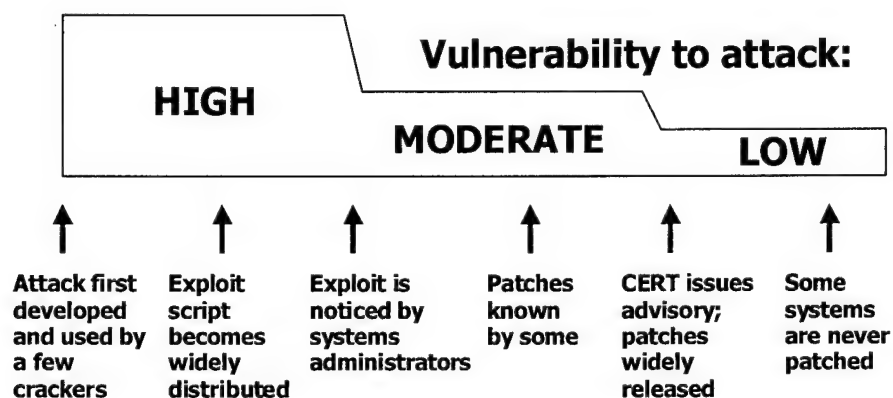 Vulnerability to attack:
HIGH
MODERATE
LOW
Attack first
developed
and used by
a few
crackers
Exploit
script
becomes
widely
distributed
Exploit is
noticed by
systems
administrators
Patches
known
by some
CERT issues
advisory;
patches
widely
released
Some
systems
are never
patched